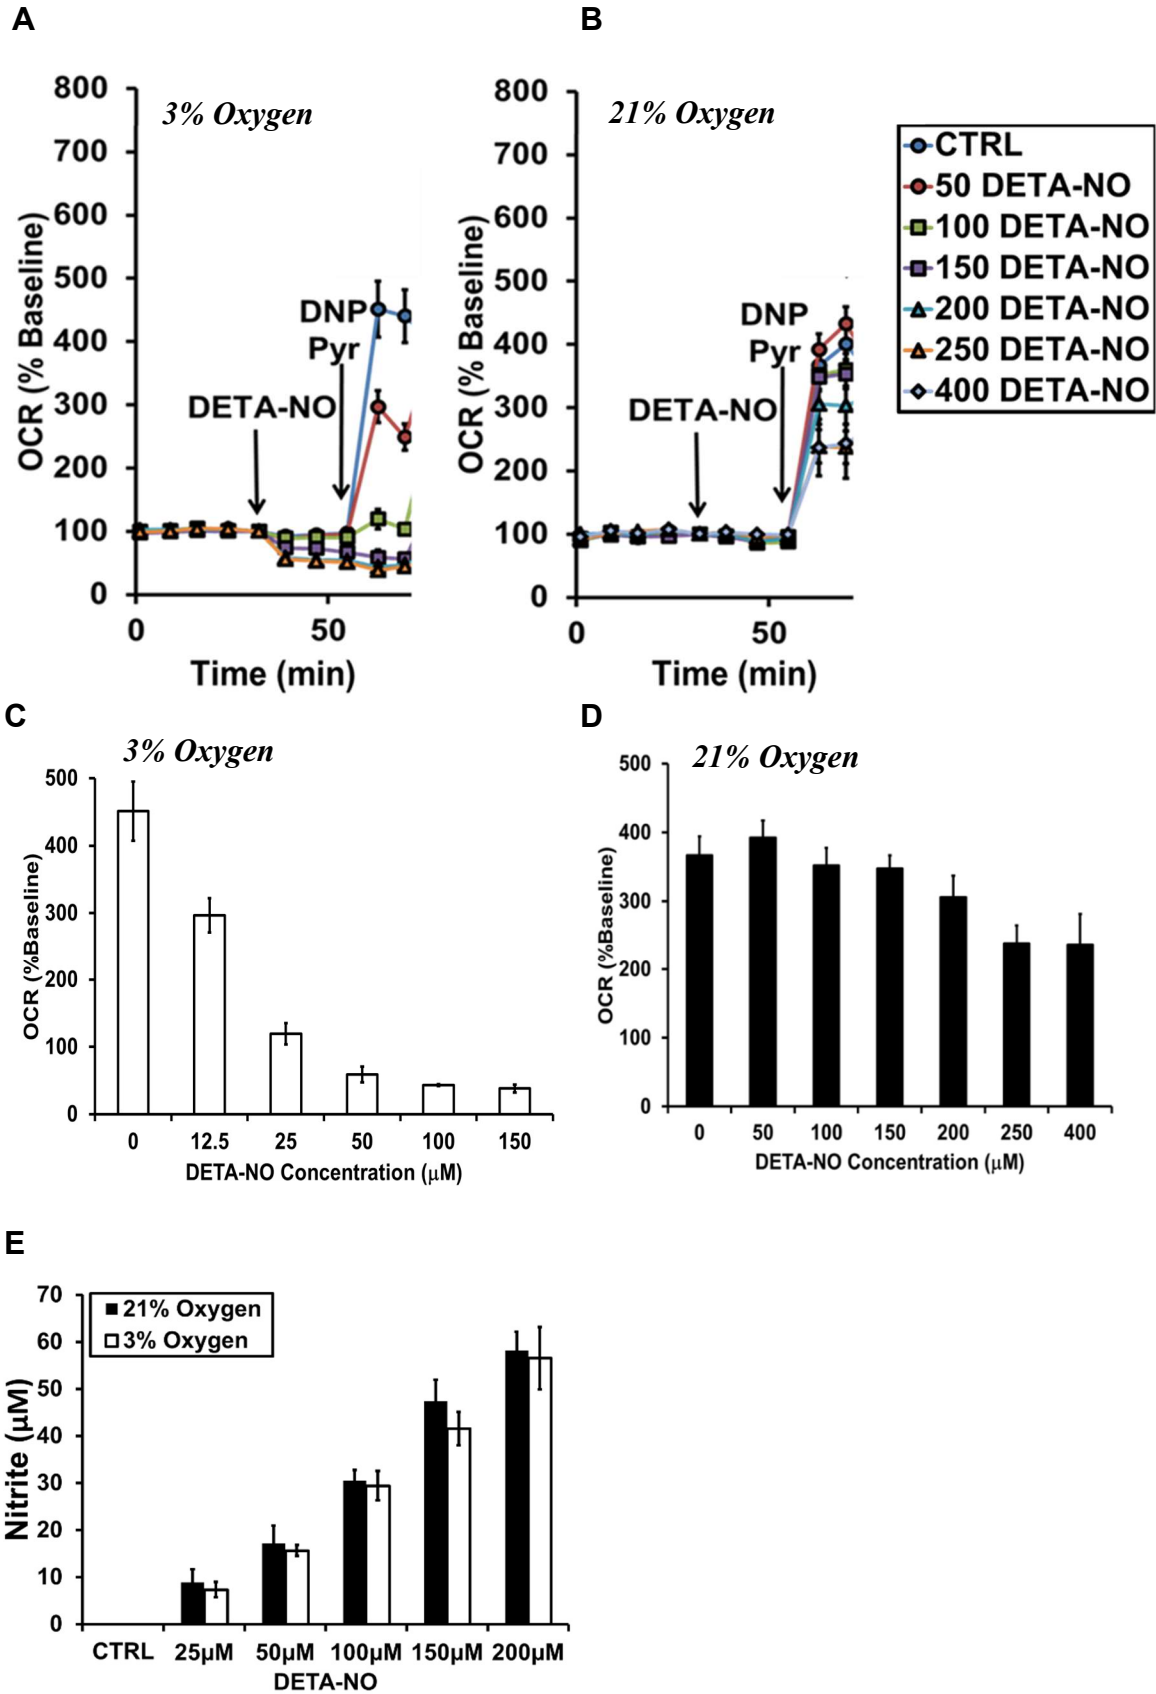 A
B
3% Oxygen
21% Oxygen
800
700
600
500
400
300
200
100
0
OCR (% Baseline)
DNP
Pyr
DETA-NO
0
50
Time (min)
800
700
600
500
400
300
200
100
0
OCR (% Baseline)
DNP
Pyr
DETA-NO
0
50
Time (min)
CTRL
50 DETA-NO
100 DETA-NO
150 DETA-NO
200 DETA-NO
250 DETA-NO
400 DETA-NO
C
3% Oxygen
500
400
300
200
100
0
OCR (%Baseline)
0 12.5 25 50 100 150
DETA-NO Concentration (μM)
D
21% Oxygen
500
400
300
200
100
0
OCR (%Baseline)
0 50 100 150 200 250 400
DETA-NO Concentration (μM)
E
70
60
50
40
30
20
10
0
Nitrite (μM)
21% Oxygen
3% Oxygen
CTRL 25μM 50μM 100μM 150μM 200μM
DETA-NO